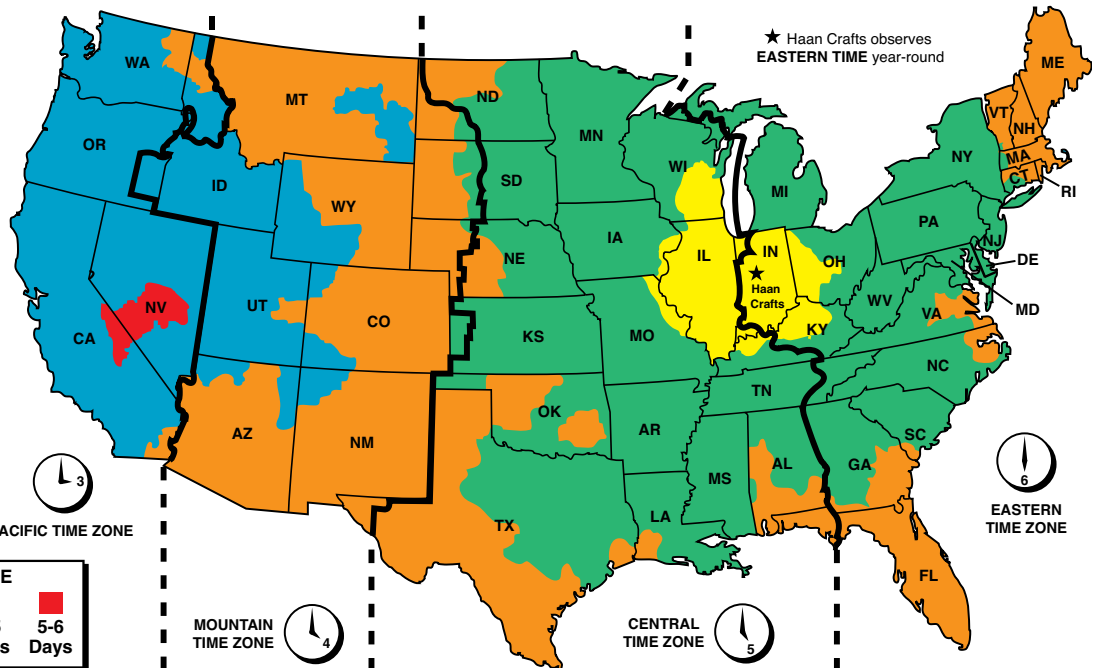 ★ Haan Crafts observes
EASTERN TIME year-round
WA
MT
ND
MN
ME
VT
NH
OR
ID
WY
SD
WI
MI
NY
MA
CT
RI
IA
PA
NJ
NE
IL
IN
OH
DE
Haan
Crafts
MD
NV
UT
CO
CA
KS
MO
WV
VA
KY
NC
TN
AZ
NM
OK
AR
SC
MS
AL
GA
TX
LA
FL
3
ACIFIC TIME ZONE
6
EASTERN
TIME ZONE
MOUNTAIN
TIME ZONE
4
CENTRAL
TIME ZONE
5
E
5-6
s Days